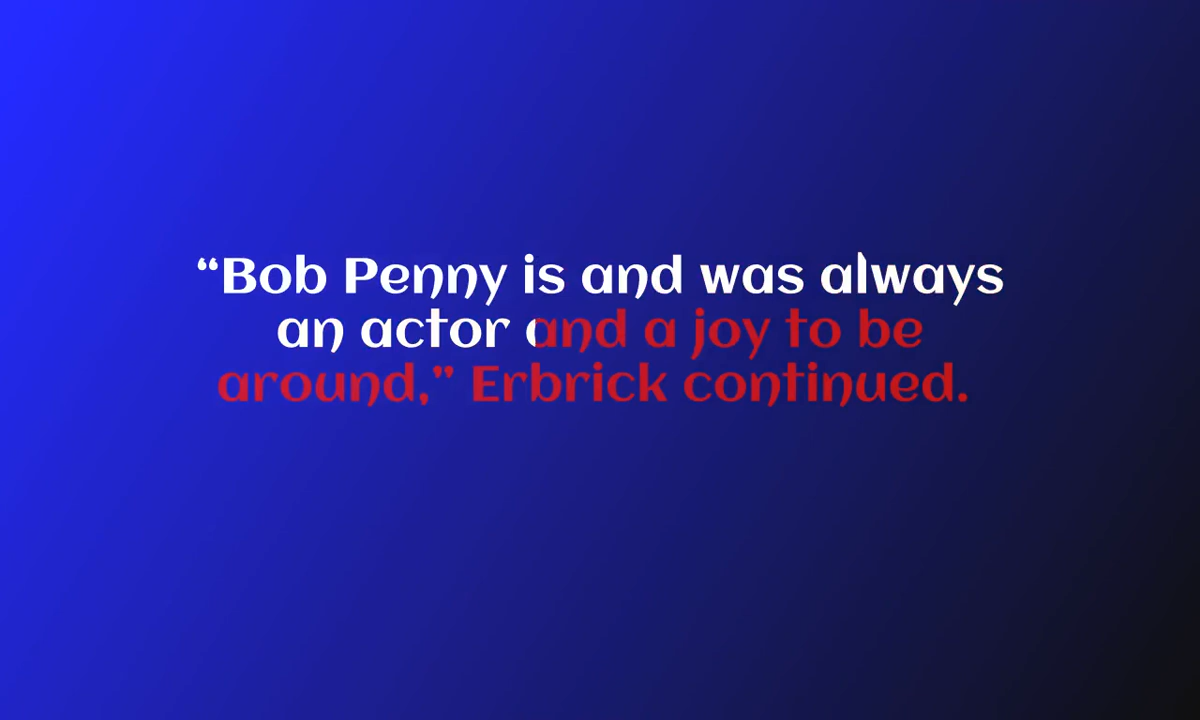 “Bob Penny is and was always
an actor and a joy to be
around,” Erbrick continued.